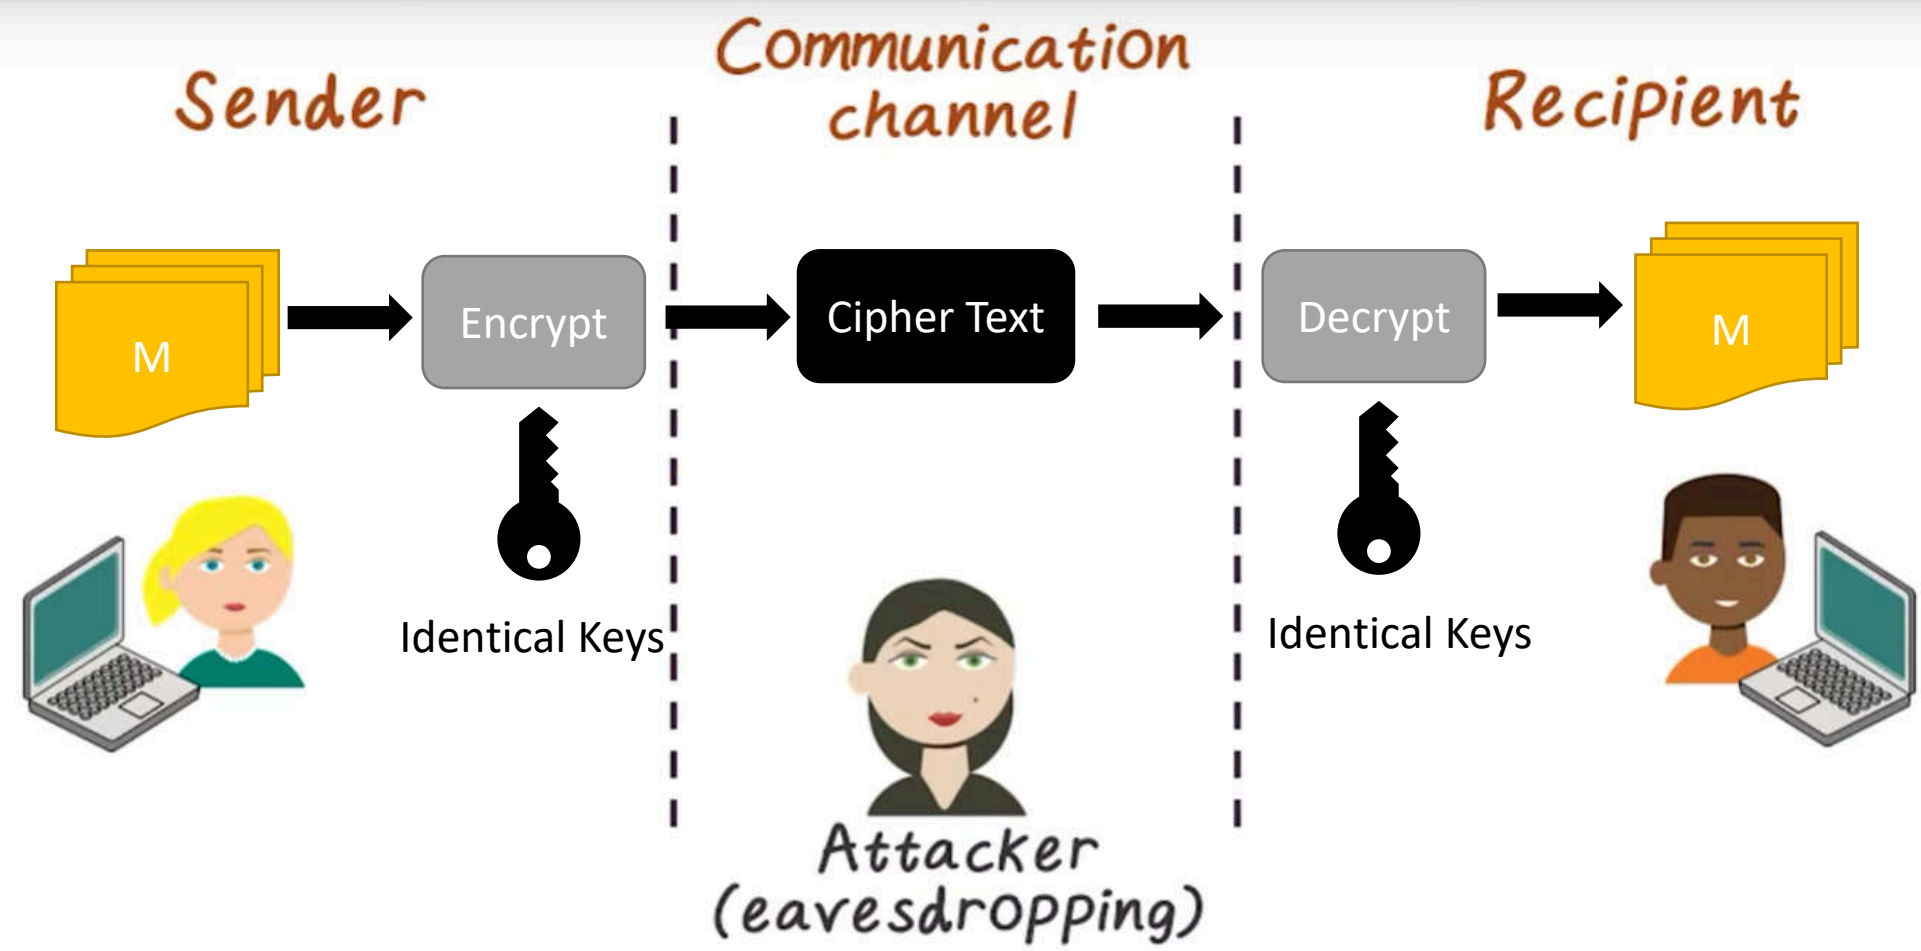 Sender
Communication
channel
Recipient
M
Encrypt
Cipher Text
Decrypt
M
Identical Keys
Identical Keys
Attacker
(eavesdropping)